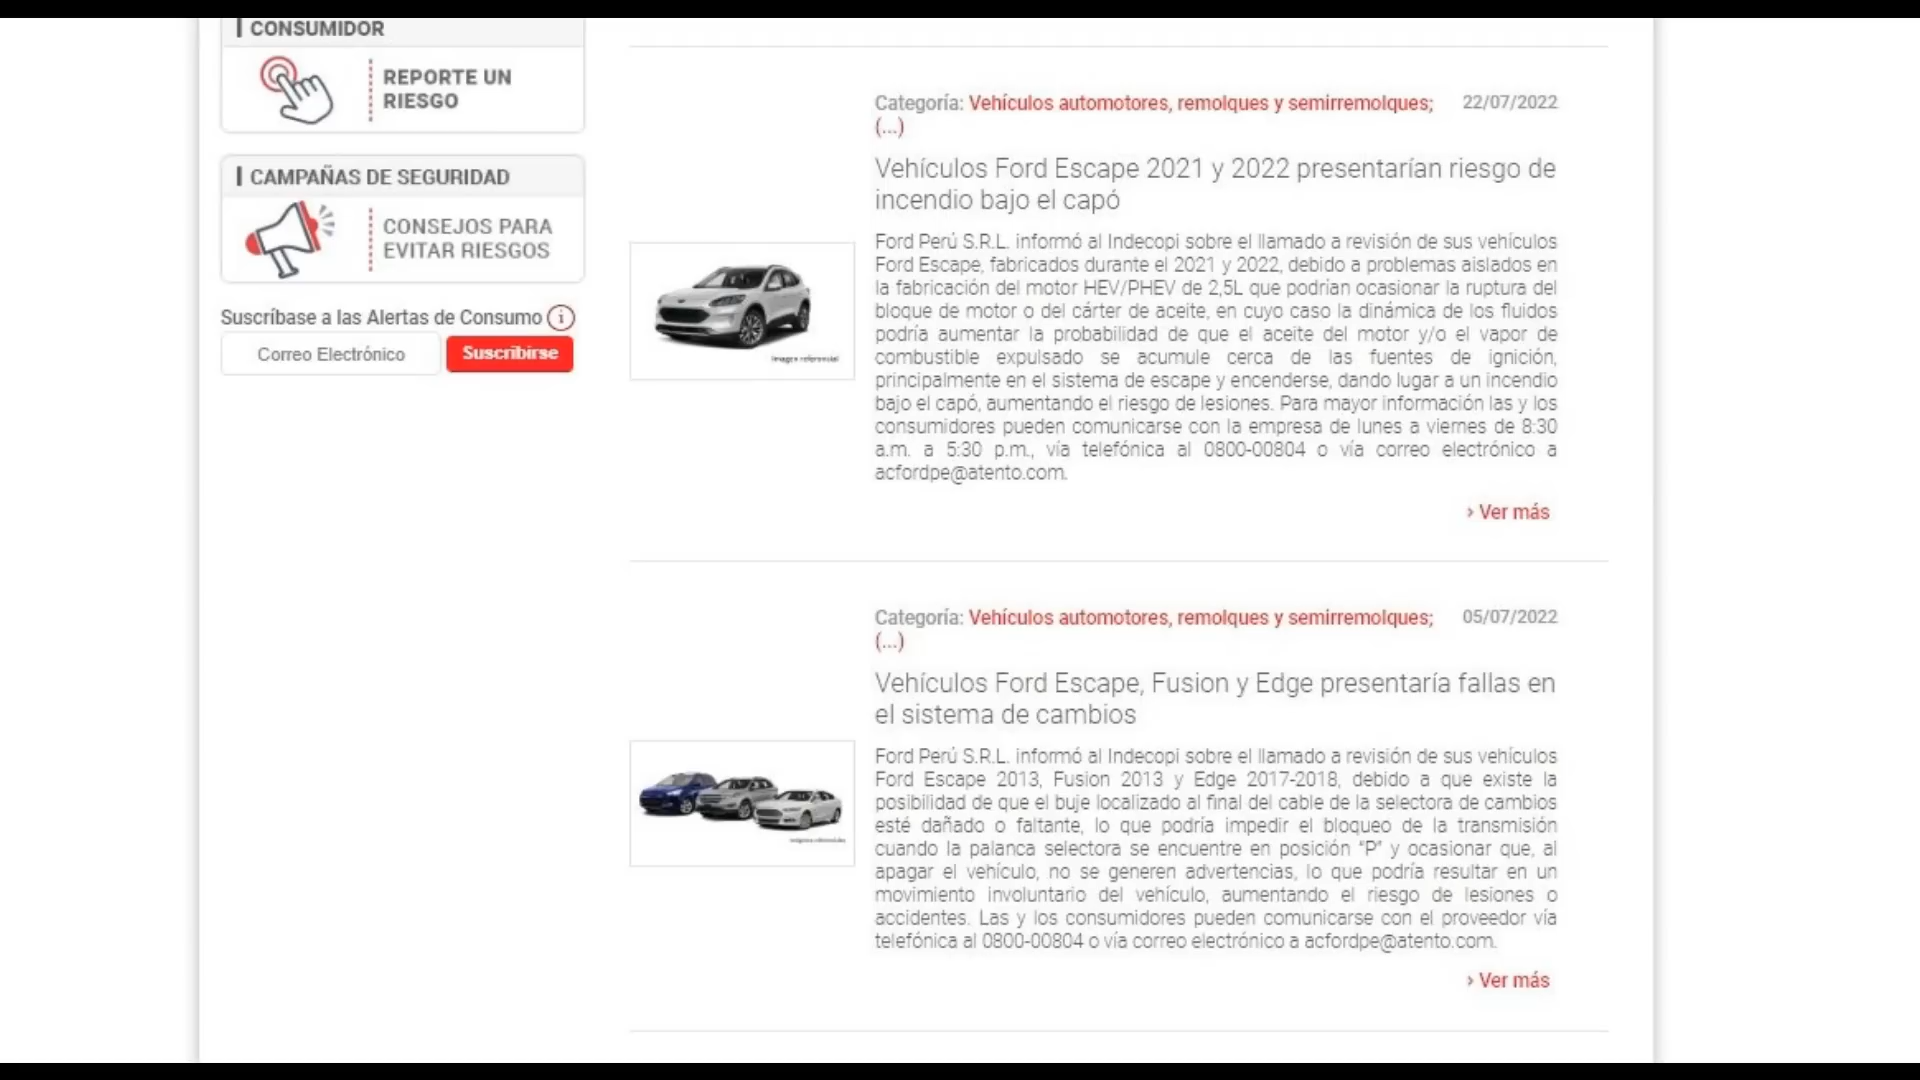 CONSUMIDOR
REPORTE UN
RIESGO
CAMPAÑAS DE SEGURIDAD
CONSEJOS PARA
EVITAR RIESGOS
Suscríbase a las Alertas de Consumo i
Correo Electrónico Suscribirse
Categoría: Vehículos automotores, remolques y semirremolques; 22/07/2022
(...)
Vehículos Ford Escape 2021 y 2022 presentarían riesgo de
incendio bajo el capó
Imagen referencial
Ford Perú S.R.L. informó al Indecopi sobre el llamado a revisión de sus vehículos
Ford Escape, fabricados durante el 2021 y 2022, debido a problemas aislados en
la fabricación del motor HEV/PHEV de 2,5L que podrían ocasionar la ruptura del
bloque de motor o del cárter de aceite, en cuyo caso la dinámica de los fluidos
podría aumentar la probabilidad de que el aceite del motor y/o el vapor de
combustible expulsado se acumule cerca de las fuentes de ignición,
principalmente en el sistema de escape y encenderse, dando lugar a un incendio
bajo el capó, aumentando el riesgo de lesiones. Para mayor información las y los
consumidores pueden comunicarse con la empresa de lunes a viernes de 8:30
a.m. a 5:30 p.m., vía telefónica al 0800-00804 o vía correo electrónico a
acfordpe@atento.com.
› Ver más
Categoría: Vehículos automotores, remolques y semirremolques; 05/07/2022
(...)
Vehículos Ford Escape, Fusion y Edge presentaría fallas en
el sistema de cambios
Imágenes referenciales
Ford Perú S.R.L. informó al Indecopi sobre el llamado a revisión de sus vehículos
Ford Escape 2013, Fusion 2013 y Edge 2017-2018, debido a que existe la
posibilidad de que el buje localizado al final del cable de la selectora de cambios
esté dañado o faltante, lo que podría impedir el bloqueo de la transmisión
cuando la palanca selectora se encuentre en posición "P" y ocasionar que, al
apagar el vehículo, no se generen advertencias, lo que podría resultar en un
movimiento involuntario del vehículo, aumentando el riesgo de lesiones o
accidentes. Las y los consumidores pueden comunicarse con el proveedor vía
telefónica al 0800-00804 o vía correo electrónico a acfordpe@atento.com.
› Ver más